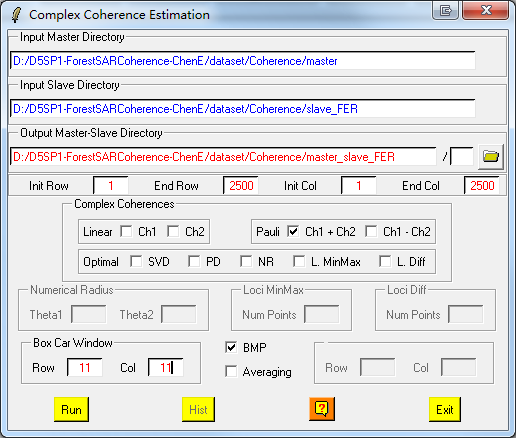 Complex Coherence Estimation
Input Master Directory
D:/D5SP1-ForestSARCoherence-ChenE/dataset/Coherence/master
Input Slave Directory
D:/D5SP1-ForestSARCoherence-ChenE/dataset/Coherence/slave_FER
Output Master-Slave Directory
D:/D5SP1-ForestSARCoherence-ChenE/dataset/Coherence/master_slave_FER /
Init Row 1 End Row 2500 Init Col 1 End Col 2500
Complex Coherences
Linear Ch1 Ch2 Pauli Ch1 + Ch2 Ch1 - Ch2
Optimal SVD PD NR L. MinMax L. Diff
Numerical Radius Loci MinMax Loci Diff
Theta1 Theta2 Num Points Num Points
Box Car Window BMP
Row 11 Col 11 Averaging Row Col
Run Hist ? Exit